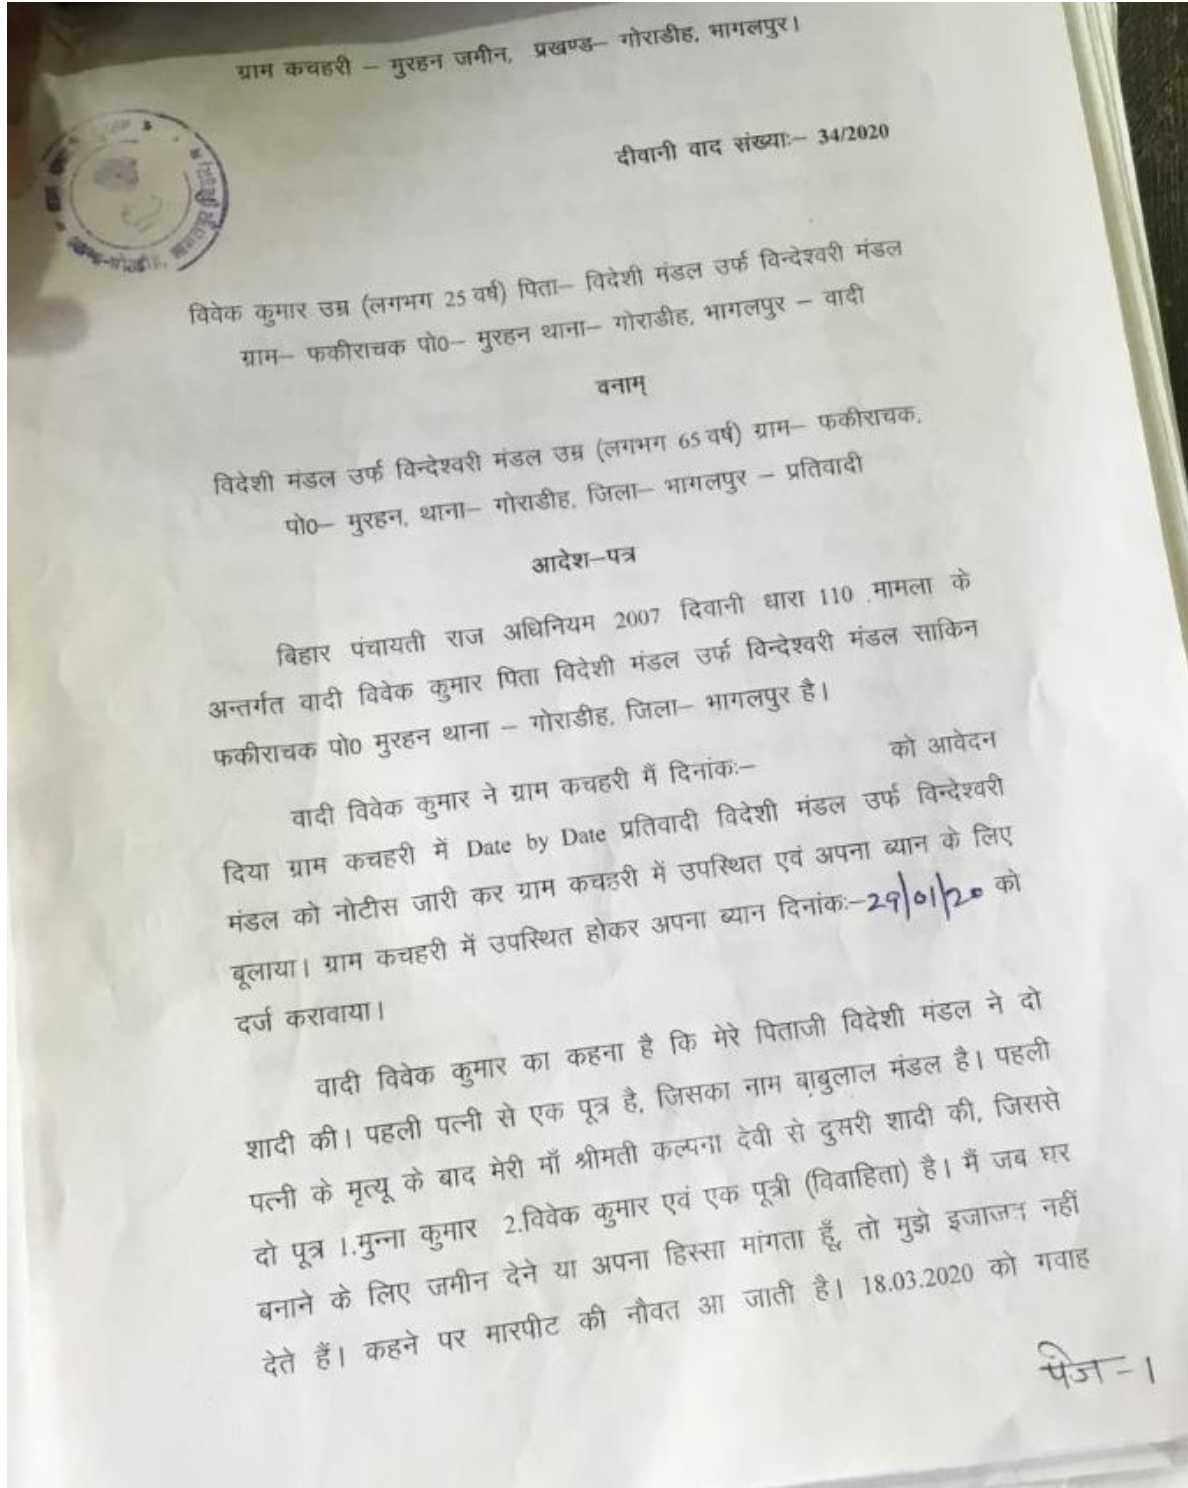 ग्राम कचहरी – मुरहन जमीन, प्रखण्ड– गोराडीह, भागलपुर।
दीवानी वाद संख्याः– 34/2020
विवेक कुमार उम्र (लगभग 25 वर्ष) पिता– विदेशी मंडल उर्फ विन्देश्वरी मंडल
ग्राम– फकीराचक पो0– मुरहन थाना– गोराडीह, भागलपुर – वादी
वनाम्
विदेशी मंडल उर्फ विन्देश्वरी मंडल उम्र (लगभग 65 वर्ष) ग्राम– फकीराचक,
पो0– मुरहन, थाना– गोराडीह, जिला– भागलपुर – प्रतिवादी
आदेश–पत्र
बिहार पंचायती राज अधिनियम 2007 दिवानी धारा 110 मामला के
अन्तर्गत वादी विवेक कुमार पिता विदेशी मंडल उर्फ विन्देश्वरी मंडल साकिन
फकीराचक पो0 मुरहन थाना – गोराडीह, जिला– भागलपुर है।
वादी विवेक कुमार ने ग्राम कचहरी मैं दिनांकः– को आवेदन
दिया ग्राम कचहरी में Date by Date प्रतिवादी विदेशी मंडल उर्फ विन्देश्वरी
मंडल को नोटीस जारी कर ग्राम कचहरी में उपस्थित एवं अपना ब्यान के लिए
बूलाया। ग्राम कचहरी में उपस्थित होकर अपना ब्यान दिनांकः–29/01/20 को
दर्ज करावाया।
वादी विवेक कुमार का कहना है कि मेरे पिताजी विदेशी मंडल ने दो
शादी की। पहली पत्नी से एक पूत्र है, जिसका नाम बाबुलाल मंडल है। पहली
पत्नी के मृत्यू के बाद मेरी माँ श्रीमती कल्पना देवी से दुसरी शादी की, जिससे
दो पूत्र 1.मुन्ना कुमार 2.विवेक कुमार एवं एक पूत्री (विवाहिता) है। मैं जब घर
बनाने के लिए जमीन देने या अपना हिस्सा मांगता हूँ, तो मुझे इजाजत नहीं
देते हैं। कहने पर मारपीट की नौवत आ जाती है। 18.03.2020 को गवाह
पेज – 1